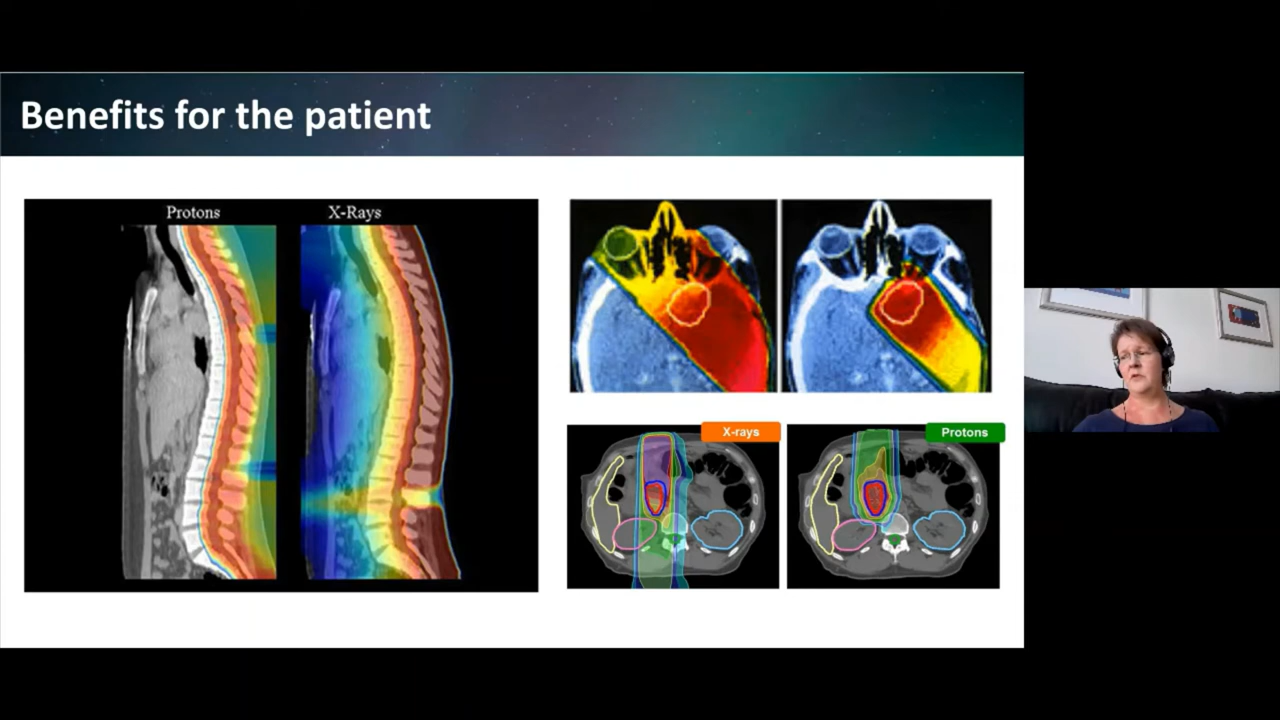 Benefits for the patient
Protons
X-Rays
X-rays
Protons